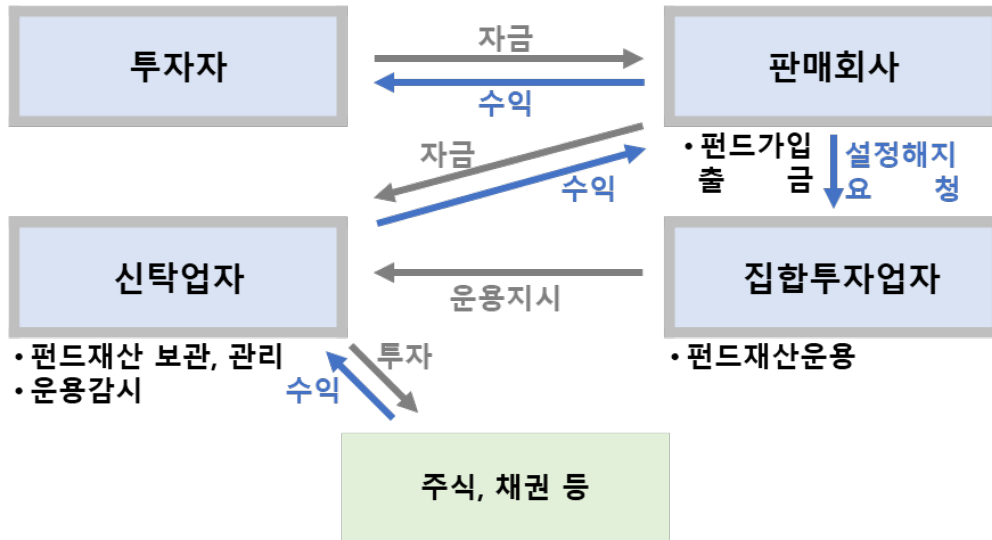 투자자
자금
수익
판매회사
• 펀드가입
출 금
설정해지
요 청
자금
수익
신탁업자
운용지시
집합투자업자
• 펀드재산 보관, 관리
• 운용감시
투자
수익
• 펀드재산운용
주식, 채권 등